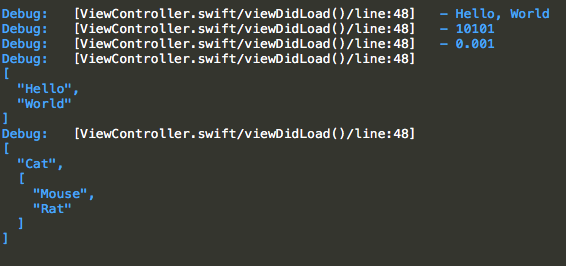 Debug:   [ViewController.swift/viewDidLoad()/line:48]   – Hello, World
Debug:   [ViewController.swift/viewDidLoad()/line:48]   – 10101
Debug:   [ViewController.swift/viewDidLoad()/line:48]   – 0.001
Debug:   [ViewController.swift/viewDidLoad()/line:48]
[
  "Hello",
  "World"
]
Debug:   [ViewController.swift/viewDidLoad()/line:48]
[
  "Cat",
  [
    "Mouse",
    "Rat"
  ]
]